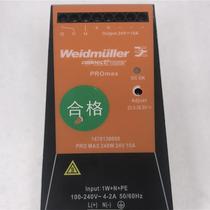 Output 24V⎓10A
Weidmüller
connect
PROmax
DC OK
Adjust
合格
1478130000
PRO MAX 240W 24V 10A
Input: 1W+N+PE
100-240V~4-2A 50/60Hz
L(+) N(-)